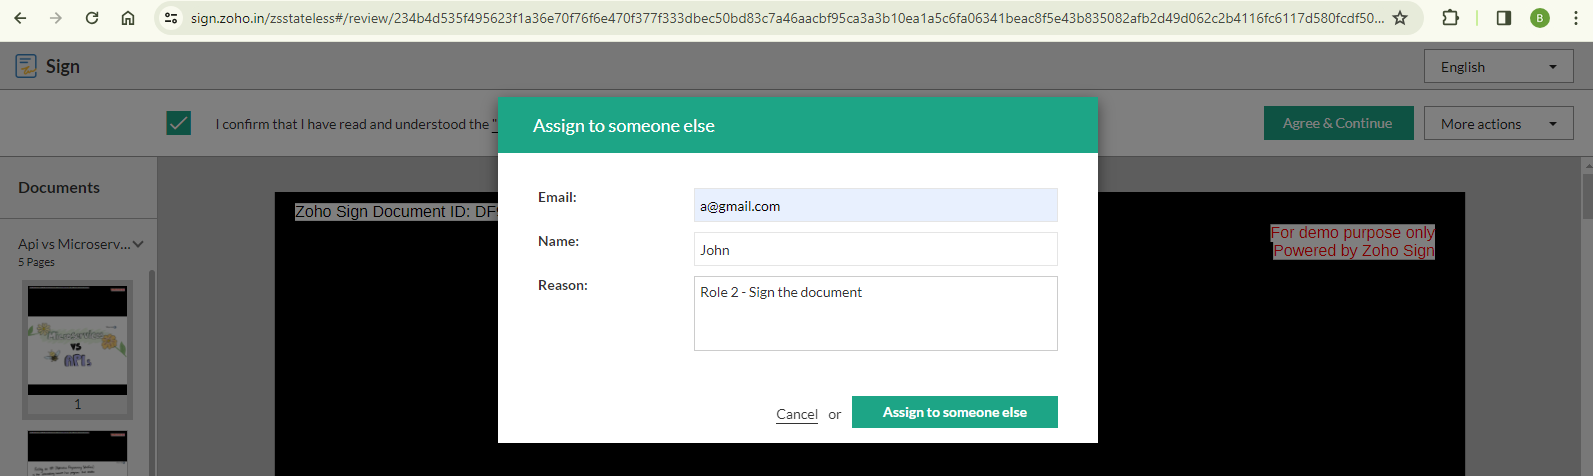 sign.zoho.in/zsstateless#/review/234b4d535f495623f1a36e70f76f6e470f377f333dbec50bd83c7a46aacbf95ca3a3b10ea1a5c6fa06341beac8f5e43b835082afb2d49d062c2b4116fc6117d580fcdf50...
B
Sign
English
I confirm that I have read and understood the "
Agree & Continue
More actions
Assign to someone else
Documents
Zoho Sign Document ID: DF
For demo purpose only
Powered by Zoho Sign
Api vs Microserv...
5 Pages
Microservices
VS
APIs
1
Email:
a@gmail.com
Name:
John
Reason:
Role 2 - Sign the document
Cancel or Assign to someone else